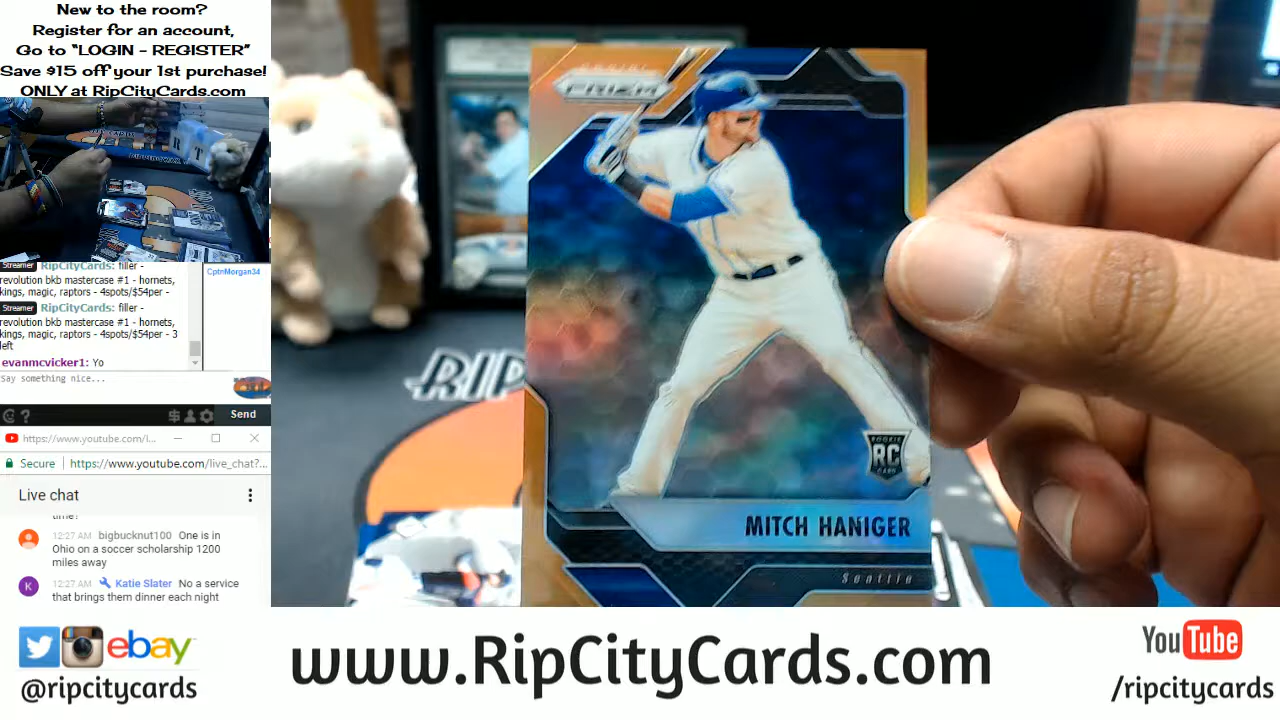 New to the room?
Register for an account,
Go to “LOGIN - REGISTER”
Save $15 off your 1st purchase!
ONLY at RipCityCards.com
Streamer RipCityCards: filler -
revolution bkb mastercase #1 - hornets,
kings, magic, raptors - 4spots/$54per -
Streamer RipCityCards: filler -
revolution bkb mastercase #1 - hornets,
kings, magic, raptors - 4spots/$54per - 3
left
evanmcvicker1: Yo
CptnMorgan34
Say something nice...
Send
https://www.youtube.com/l...
Secure https://www.youtube.com/live_chat?...
Live chat
time?
12:27 AM bigbucknut100 One is in
Ohio on a soccer scholarship 1200
miles away
K
12:27 AM Katie Slater No a service
that brings them dinner each night
PANINI
PRIZM
ROOKIE
RC
CARD
MITCH HANIGER
Seattle
RIP
ebay
@ripcitycards
www.RipCityCards.com
YouTube
/ripcitycards